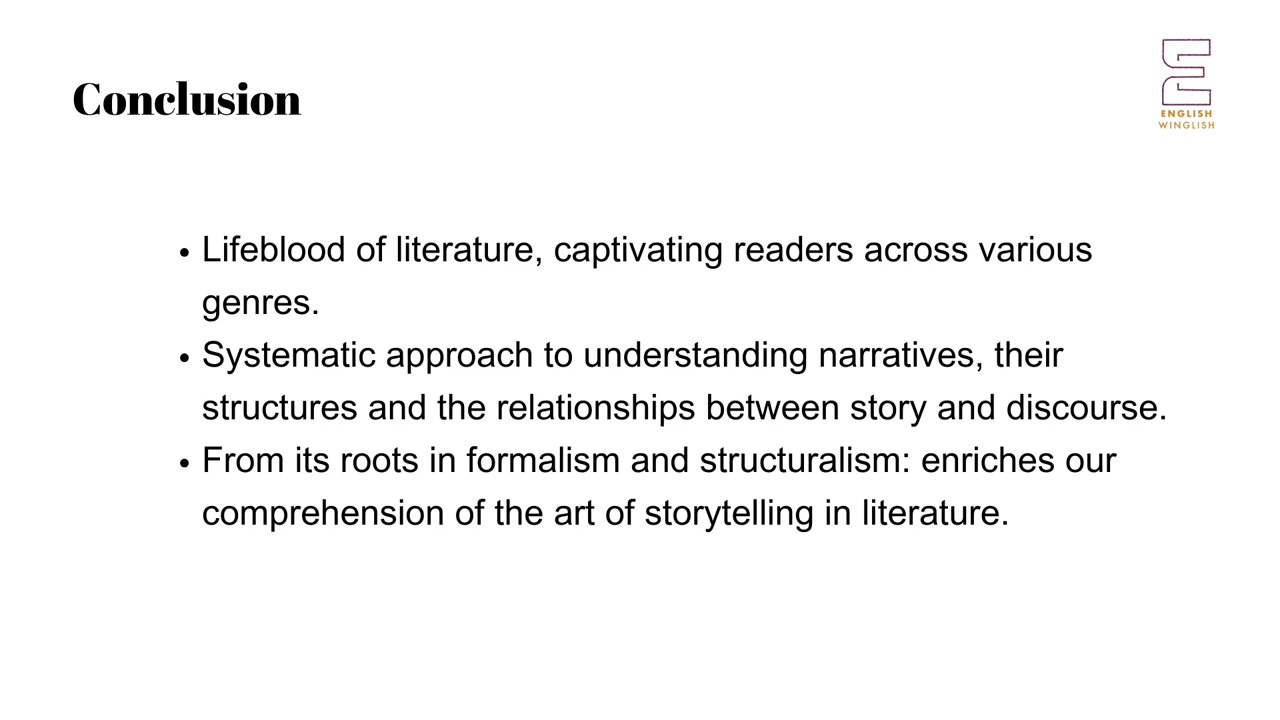 Conclusion
ENGLISH
WINGLISH
• Lifeblood of literature, captivating readers across various
genres.
• Systematic approach to understanding narratives, their
structures and the relationships between story and discourse.
• From its roots in formalism and structuralism: enriches our
comprehension of the art of storytelling in literature.